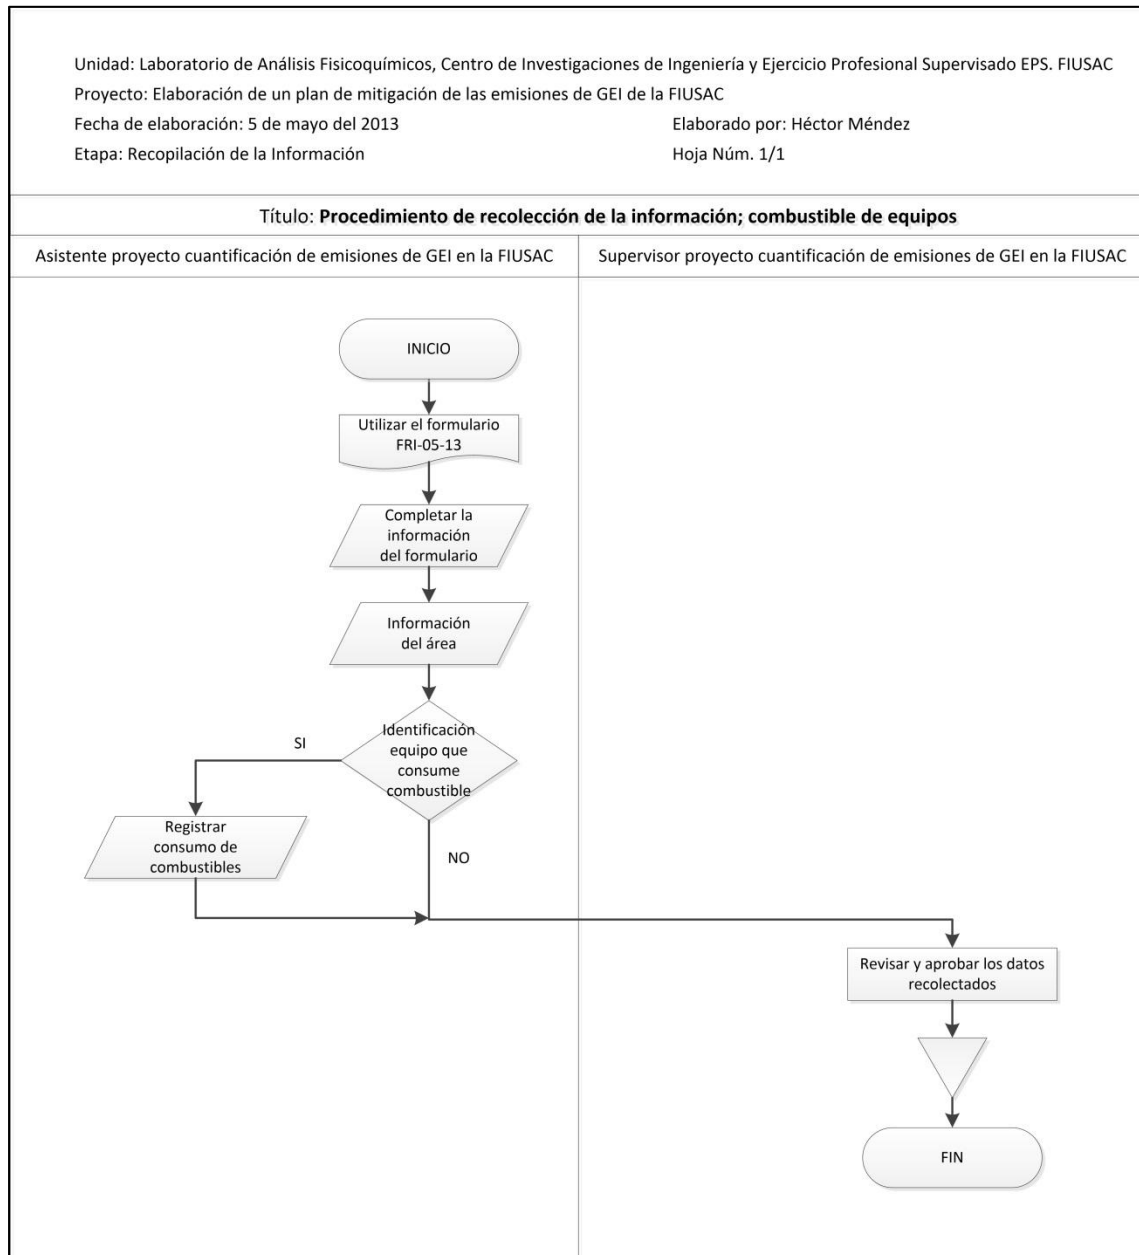 Unidad: Laboratorio de Análisis Fisicoquímicos, Centro de Investigaciones de Ingeniería y Ejercicio Profesional Supervisado EPS. FIUSAC
Proyecto: Elaboración de un plan de mitigación de las emisiones de GEI de la FIUSAC
Fecha de elaboración: 5 de mayo del 2013
Elaborado por: Héctor Méndez
Etapa: Recopilación de la Información
Hoja Núm. 1/1
Título: Procedimiento de recolección de la información; combustible de equipos
Asistente proyecto cuantificación de emisiones de GEI en la FIUSAC
Supervisor proyecto cuantificación de emisiones de GEI en la FIUSAC
INICIO
Utilizar el formulario
FRI-05-13
Completar la
información
del formulario
Información
del área
Identificación
equipo que
consume
combustible
SI
Registrar
consumo de
combustibles
NO
Revisar y aprobar los datos
recolectados
FIN